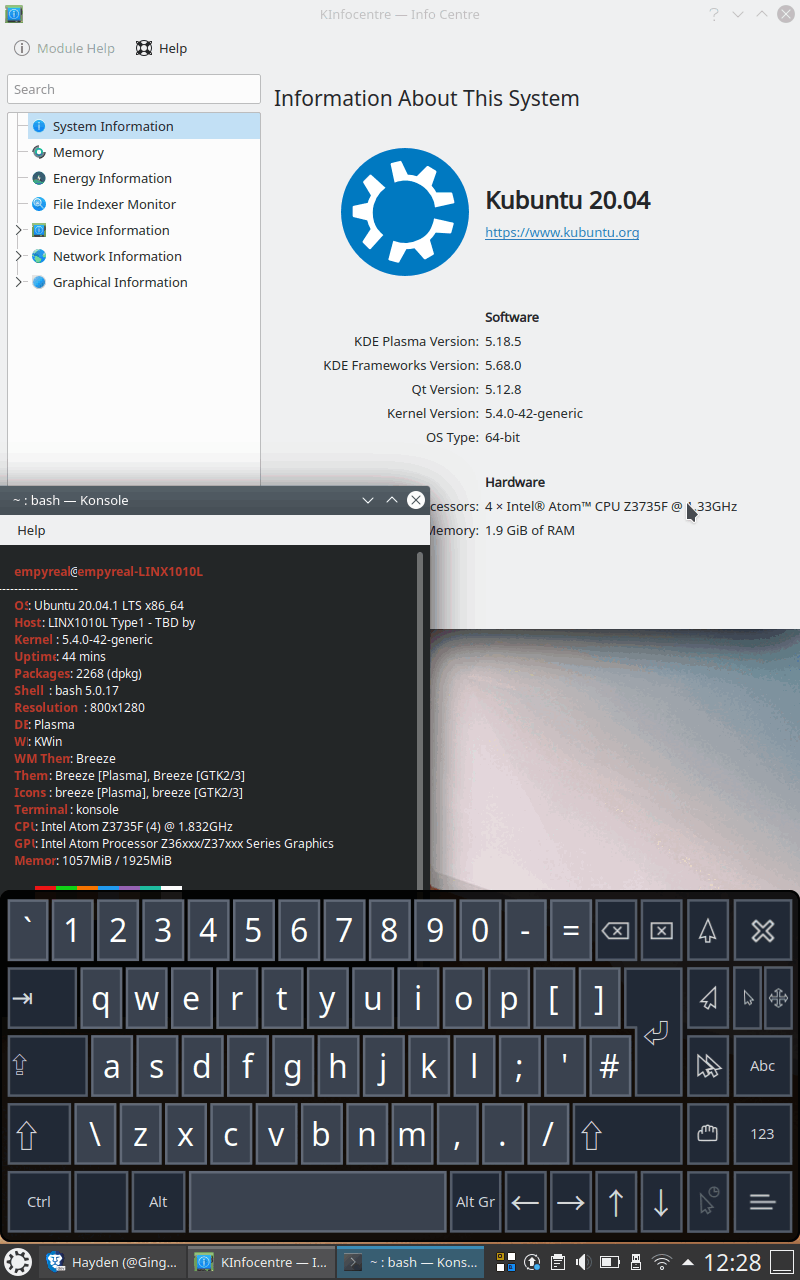 KInfocentre — Info Centre
Module Help Help
Search
System Information
Memory
Energy Information
File Indexer Monitor
Device Information
Network Information
Graphical Information
Information About This System
Kubuntu 20.04
https://www.kubuntu.org
Software
KDE Plasma Version: 5.18.5
KDE Frameworks Version: 5.68.0
Qt Version: 5.12.8
Kernel Version: 5.4.0-42-generic
OS Type: 64-bit
Hardware
4 × Intel® Atom™ CPU Z3735F @ 1.33GHz
1.9 GiB of RAM
~ : bash — Konsole
Help
empyreal@empyreal-LINX1010L
--------------------
OS: Ubuntu 20.04.1 LTS x86_64
Host: LINX1010L Type1 - TBD by
Kernel : 5.4.0-42-generic
Uptime: 44 mins
Packages: 2268 (dpkg)
Shell : bash 5.0.17
Resolution : 800x1280
DE: Plasma
W: KWin
WM Them: Breeze
Them: Breeze [Plasma], Breeze [GTK2/3]
Icons : breeze [Plasma], breeze [GTK2/3]
Terminal : konsole
CPU: Intel Atom Z3735F (4) @ 1.832GHz
GPU: Intel Atom Processor Z36xxx/Z37xxx Series Graphics
Memor: 1057MiB / 1925MiB
` 1 2 3 4 5 6 7 8 9 0 - =
q w e r t y u i o p [ ]
a s d f g h j k l ; ' # Abc
\ z x c v b n m , . / 123
Ctrl Alt Alt Gr
Hayden (@Ging... KInfocentre — I... ~ : bash — Kons... 12:28